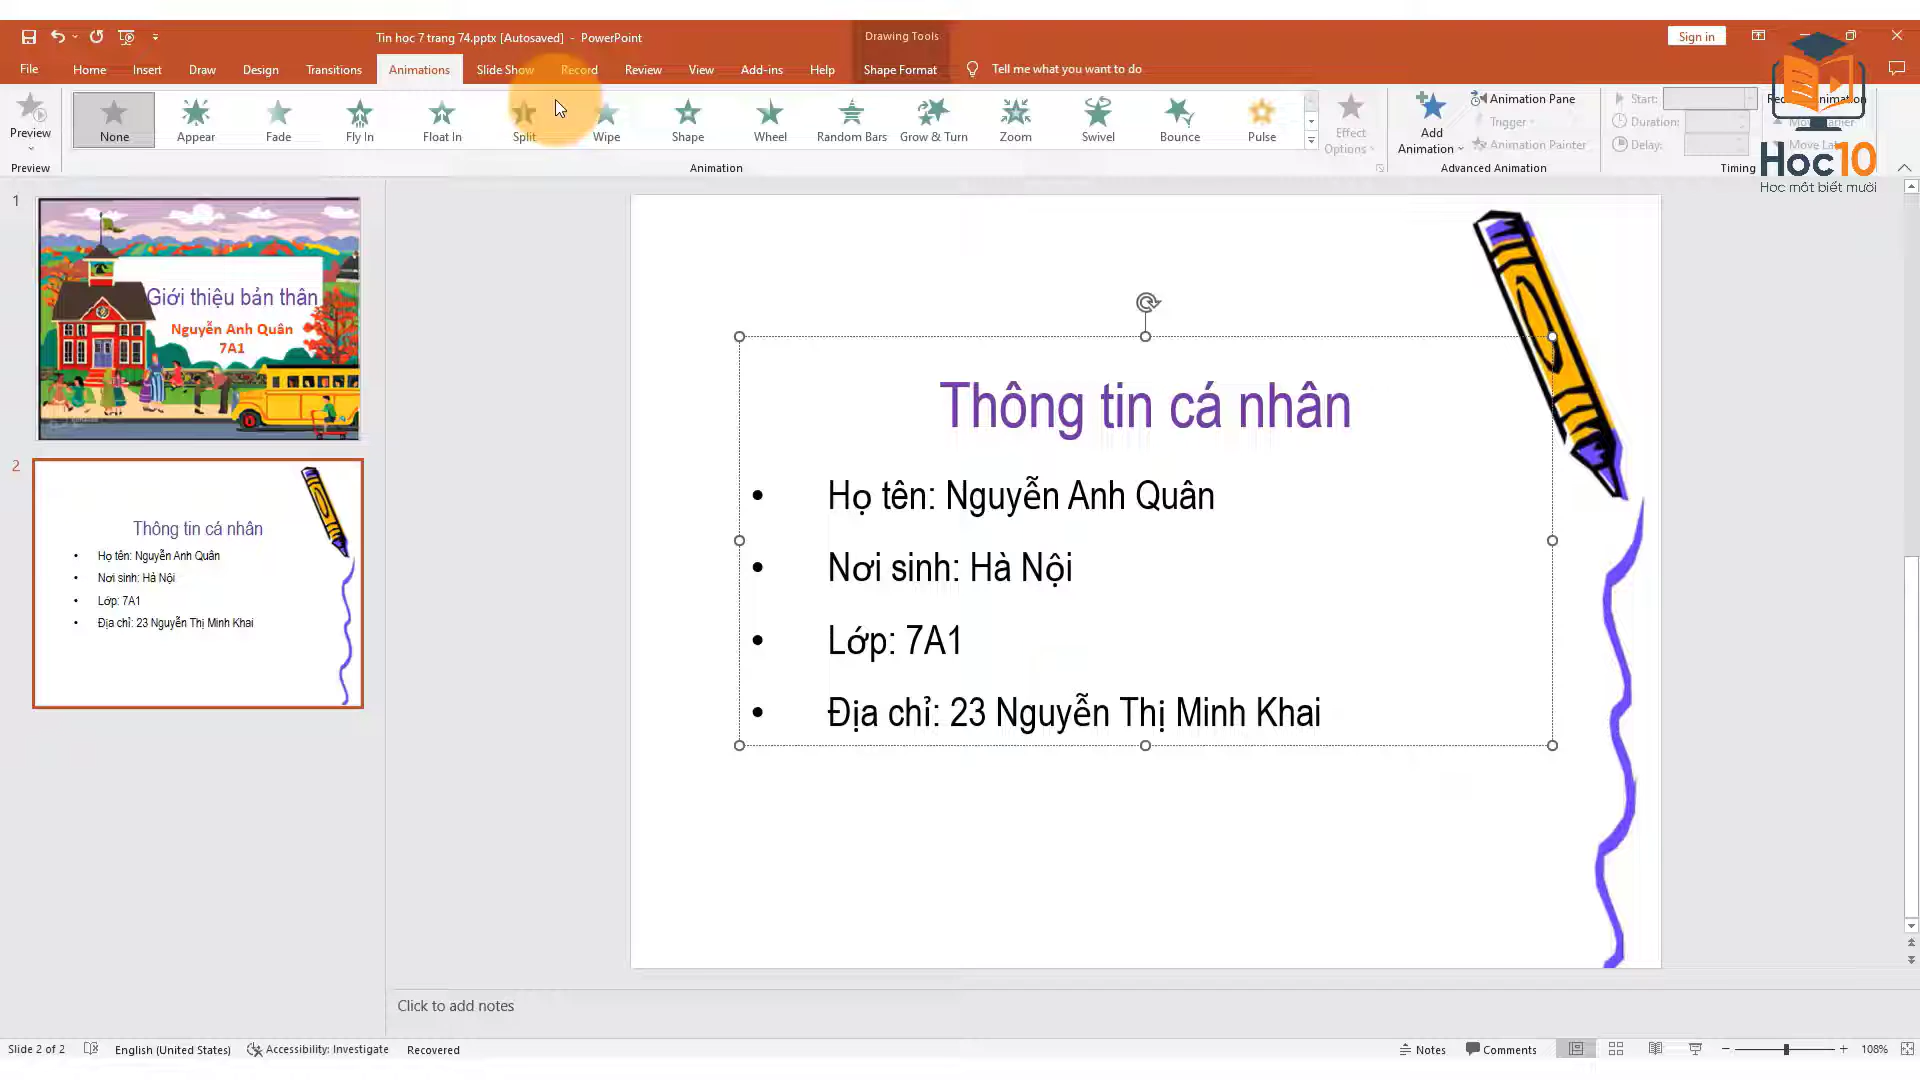 Tin học 7 trang 74.pptx [Autosaved] - PowerPoint
Drawing Tools
Sign in
File Home Insert Draw Design Transitions Animations Slide Show Record Review View Add-ins Help Shape Format Tell me what you want to do
Preview
Preview
None Appear Fade Fly In Float In Split Wipe Shape Wheel Random Bars Grow & Turn Zoom Swivel Bounce Pulse
Animation
Effect
Options
Add
Animation
Animation Pane
Trigger
Animation Painter
Advanced Animation
Start:
Duration:
Delay:
Timing
Hoc10
Học một biết mười
1
Giới thiệu bản thân
Nguyễn Anh Quân
7A1
2
Thông tin cá nhân
• Họ tên: Nguyễn Anh Quân
• Nơi sinh: Hà Nội
• Lớp: 7A1
• Địa chỉ: 23 Nguyễn Thị Minh Khai
Thông tin cá nhân
• Họ tên: Nguyễn Anh Quân
• Nơi sinh: Hà Nội
• Lớp: 7A1
• Địa chỉ: 23 Nguyễn Thị Minh Khai
Click to add notes
Slide 2 of 2 English (United States) Accessibility: Investigate Recovered Notes Comments 108%